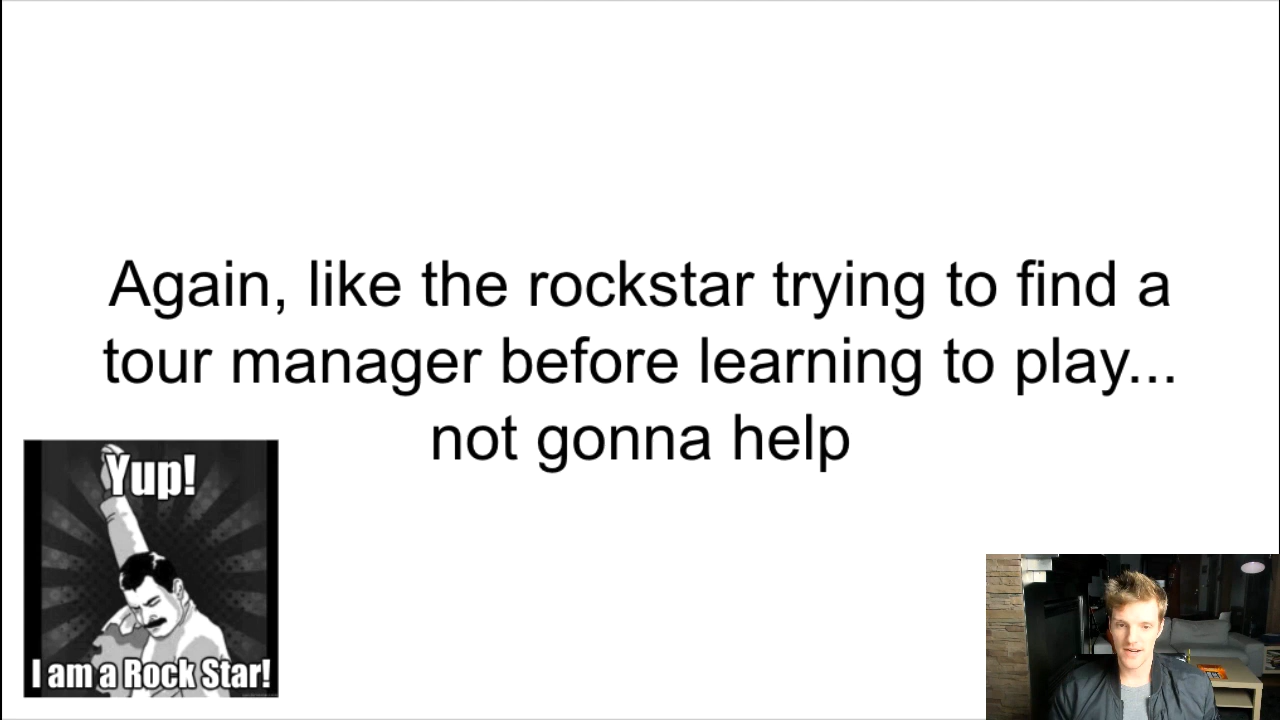 Again, like the rockstar trying to find a
tour manager before learning to play...
not gonna help
Yup!
I am a Rock Star!